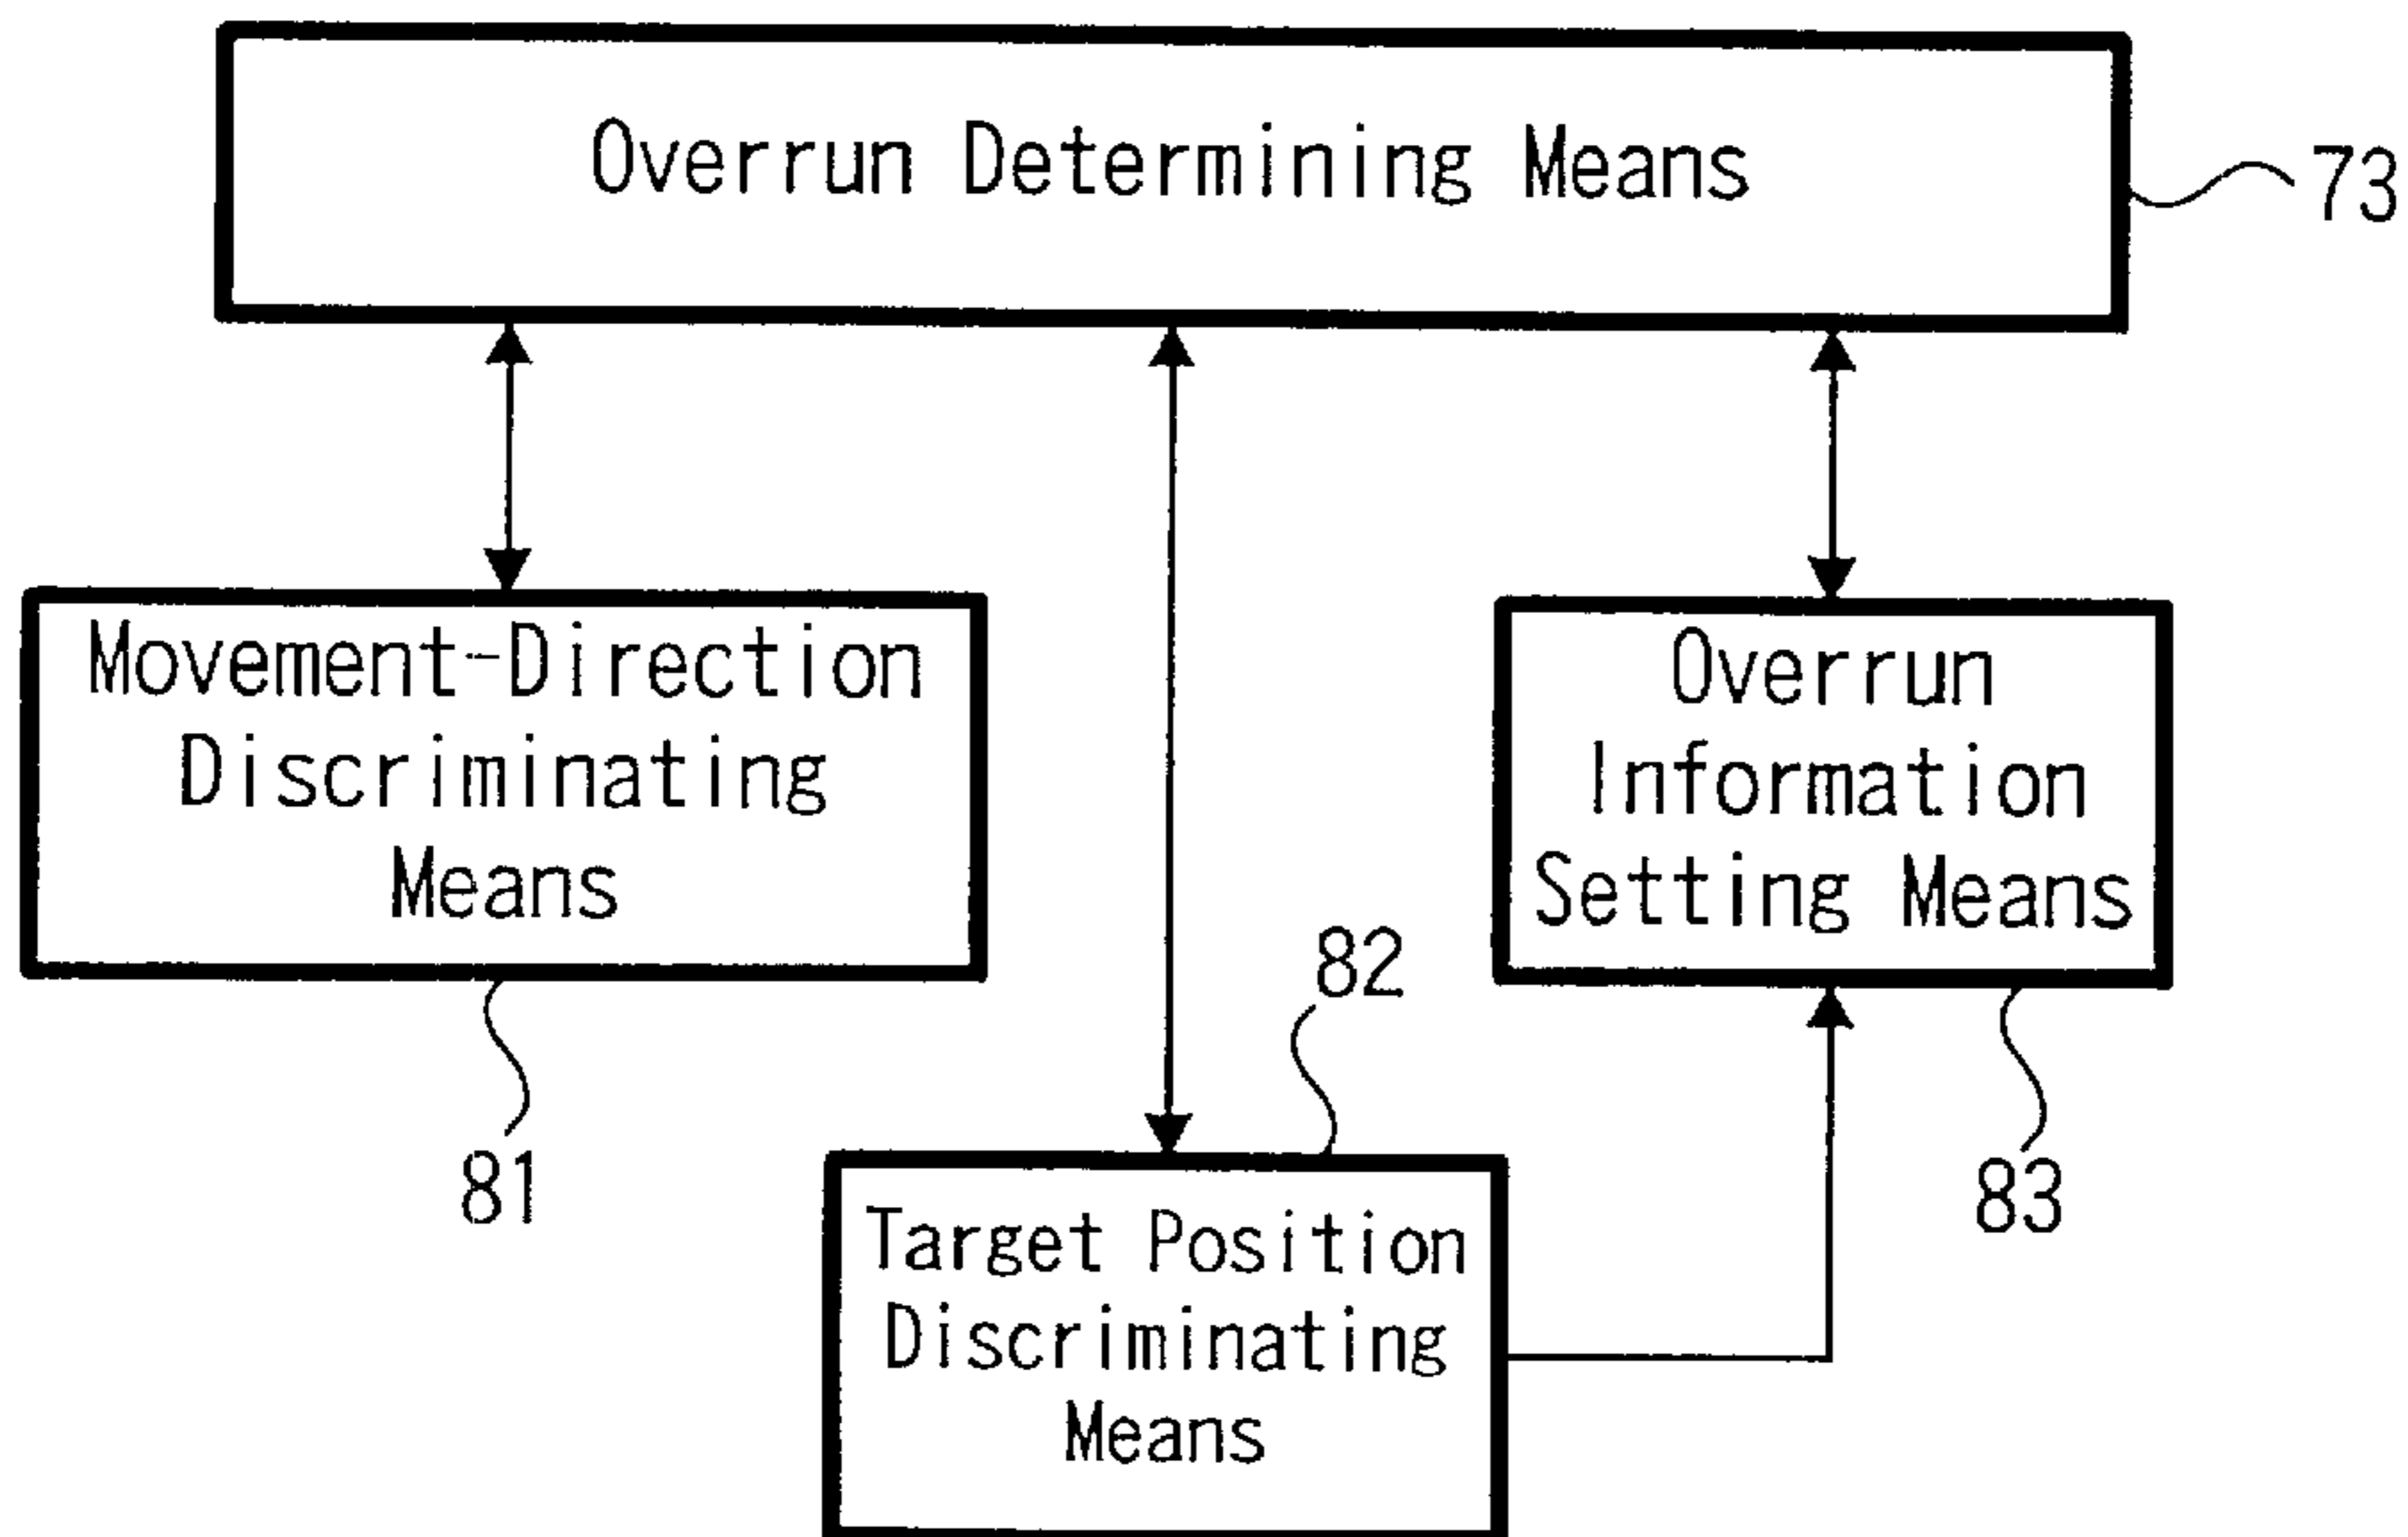 Overrun Determining Means
73
Movement-Direction
Discriminating
Means
81
Overrun
Information
Setting Means
83
82
Target Position
Discriminating
Means